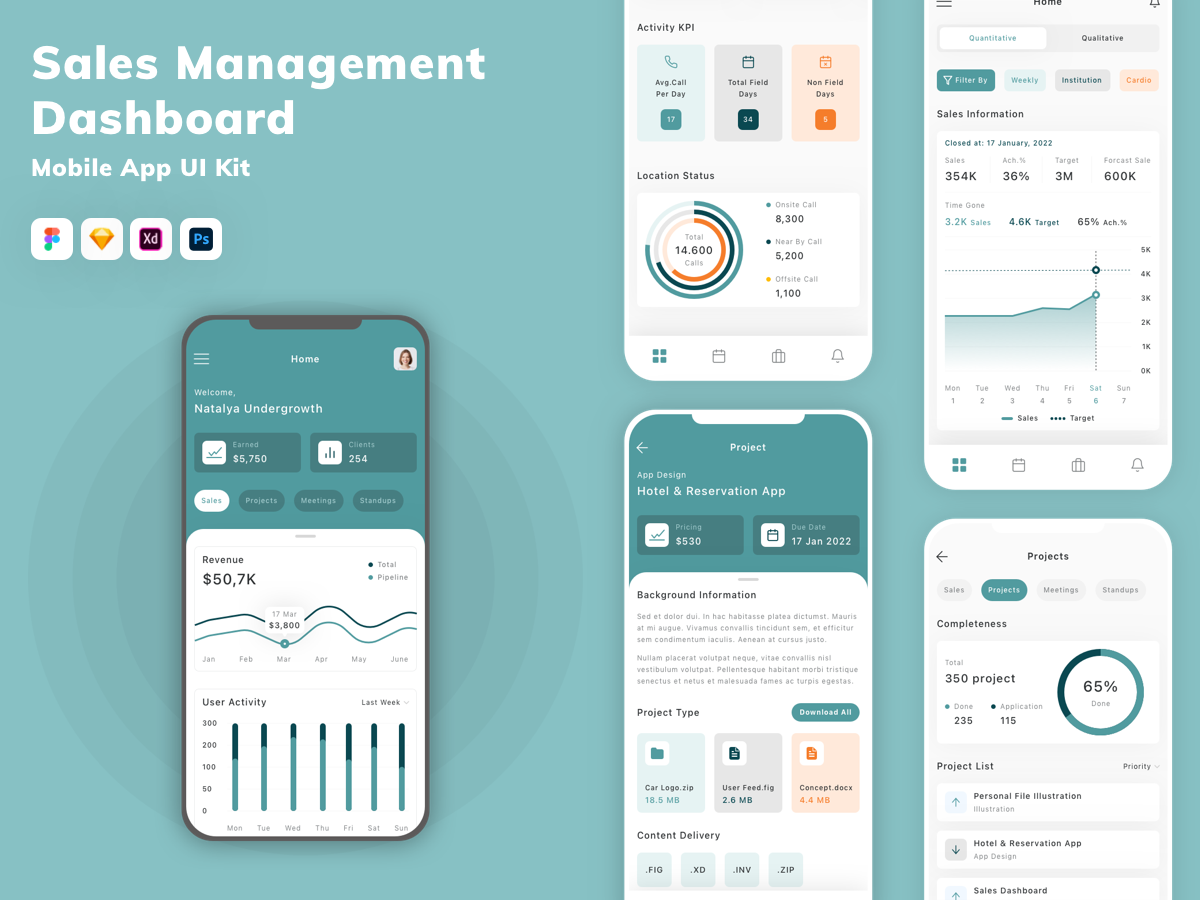 Sales Management
Dashboard
Mobile App UI Kit
Xd
Ps
Home
Welcome,
Natalya Undergrowth
Earned
$5,750
Clients
254
Sales
Projects
Meetings
Standups
Revenue
$50,7K
Total
Pipeline
17 Mar
$3,800
Jan Feb Mar Apr May June
User Activity
Last Week
300
200
100
50
0
Mon Tue Wed Thu Fri Sat Sun
Activity KPI
Avg.Call
Per Day
17
Total Field
Days
34
Non Field
Days
5
Location Status
Total
14.600
Calls
Onsite Call
8,300
Near By Call
5,200
Offsite Call
1,100
Project
App Design
Hotel & Reservation App
Pricing
$530
Due Date
17 Jan 2022
Background Information
Sed et dolor dui. In hac habitasse platea dictumst. Mauris
at mi augue. Vivamus convallis tincidunt sem, et efficitur
sem condimentum iaculis. Aenean at cursus justo.
Nullam placerat volutpat neque, vitae convallis nisl
vestibulum volutpat. Pellentesque habitant morbi tristique
senectus et netus et malesuada fames ac turpis egestas.
Project Type
Download All
Car Logo.zip
18.5 MB
User Feed.fig
2.6 MB
Concept.docx
4.4 MB
Content Delivery
.FIG
.XD
.INV
.ZIP
Home
Quantitative
Qualitative
Filter By
Weekly
Institution
Cardio
Sales Information
Closed at: 17 January, 2022
Sales
354K
Ach.%
36%
Target
3M
Forcast Sale
600K
Time Gone
3.2K Sales
4.6K Target
65% Ach.%
5K
4K
3K
2K
1K
0K
Mon Tue Wed Thu Fri Sat Sun
1 2 3 4 5 6 7
Sales
Target
Projects
Sales
Projects
Meetings
Standups
Completeness
Total
350 project
Done
235
Application
115
65%
Done
Project List
Priority
Personal File Illustration
Illustration
Hotel & Reservation App
App Design
Sales Dashboard